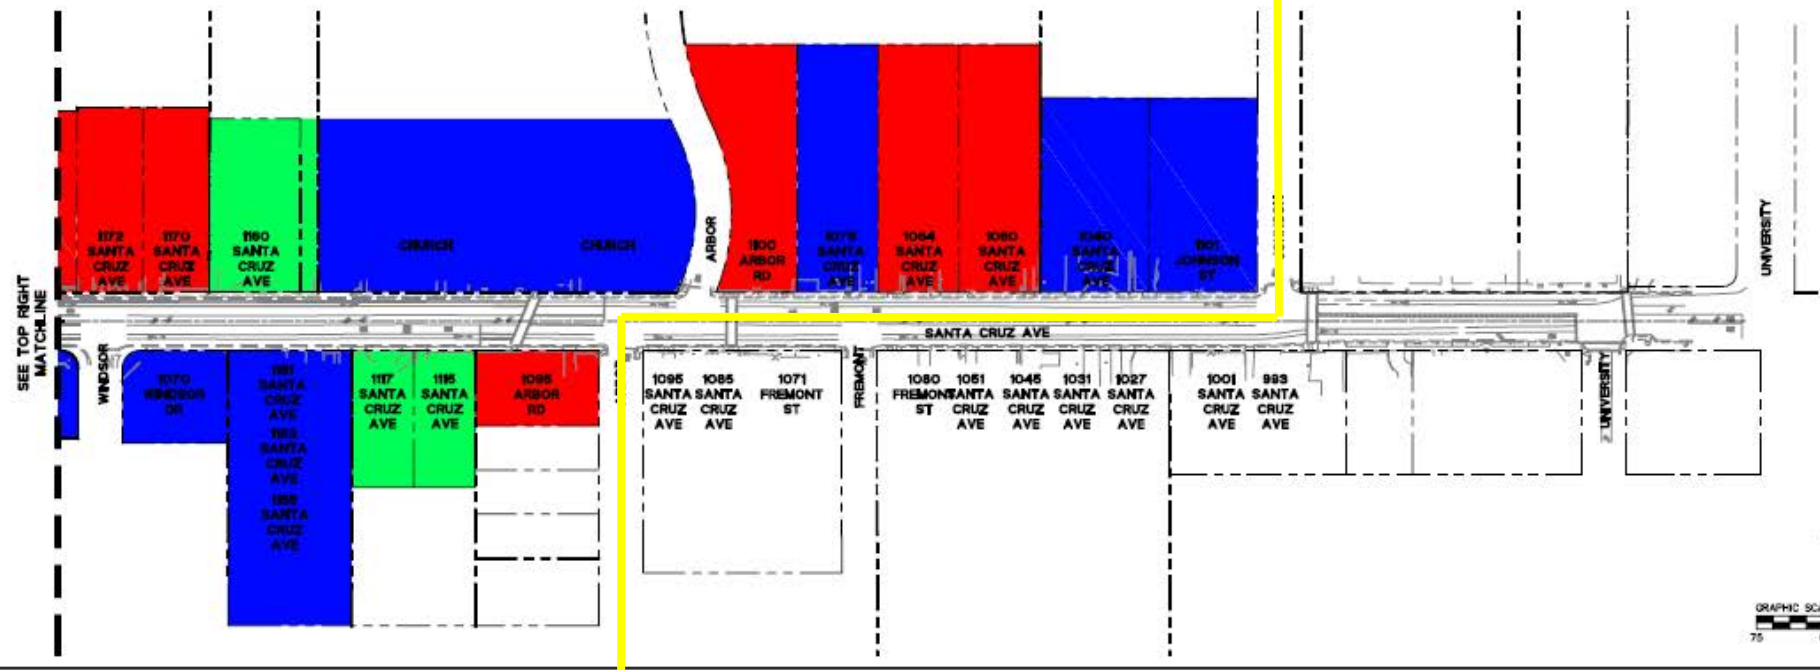 SEE TOP RIGHT
MATCHLINE
1172
SANTA
CRUZ
AVE
1170
SANTA
CRUZ
AVE
1160
SANTA
CRUZ
AVE
CHURCH
CHURCH
ARBOR
1100
ARBOR
RD
SANTA
CRUZ
AVE
1064
SANTA
CRUZ
AVE
1060
SANTA
CRUZ
AVE
1040
SANTA
CRUZ
AVE
1101
JOHNSON
ST
UNIVERSITY
SANTA CRUZ AVE
WINDSOR
1070
WINDSOR
DR
SANTA
CRUZ
AVE
SANTA
CRUZ
AVE
SANTA
CRUZ
AVE
1117
SANTA
CRUZ
AVE
1115
SANTA
CRUZ
AVE
1095
ARBOR
RD
1095
SANTA
CRUZ
AVE
1085
SANTA
CRUZ
AVE
1071
FREMONT
ST
FREMONT
1080
FREMONT
ST
1051
SANTA
CRUZ
AVE
1045
SANTA
CRUZ
AVE
1031
SANTA
CRUZ
AVE
1027
SANTA
CRUZ
AVE
1001
SANTA
CRUZ
AVE
993
SANTA
CRUZ
AVE
UNIVERSITY
GRAPHIC
75